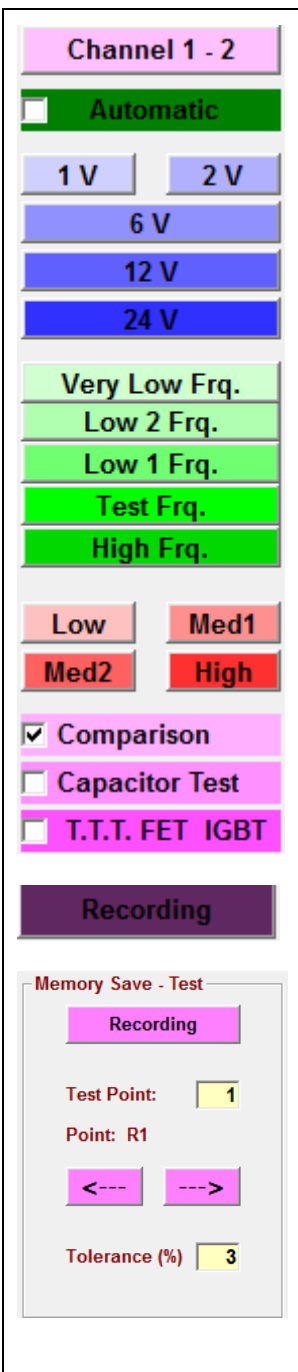 Channel 1 - 2
Automatic
1 V 2 V
6 V
12 V
24 V
Very Low Frq.
Low 2 Frq.
Low 1 Frq.
Test Frq.
High Frq.
Low Med1
Med2 High
Comparison
Capacitor Test
T.T.T. FET IGBT
Recording
Memory Save - Test
Recording
Test Point: 1
Point: R1
<--- --->
Tolerance (%) 3